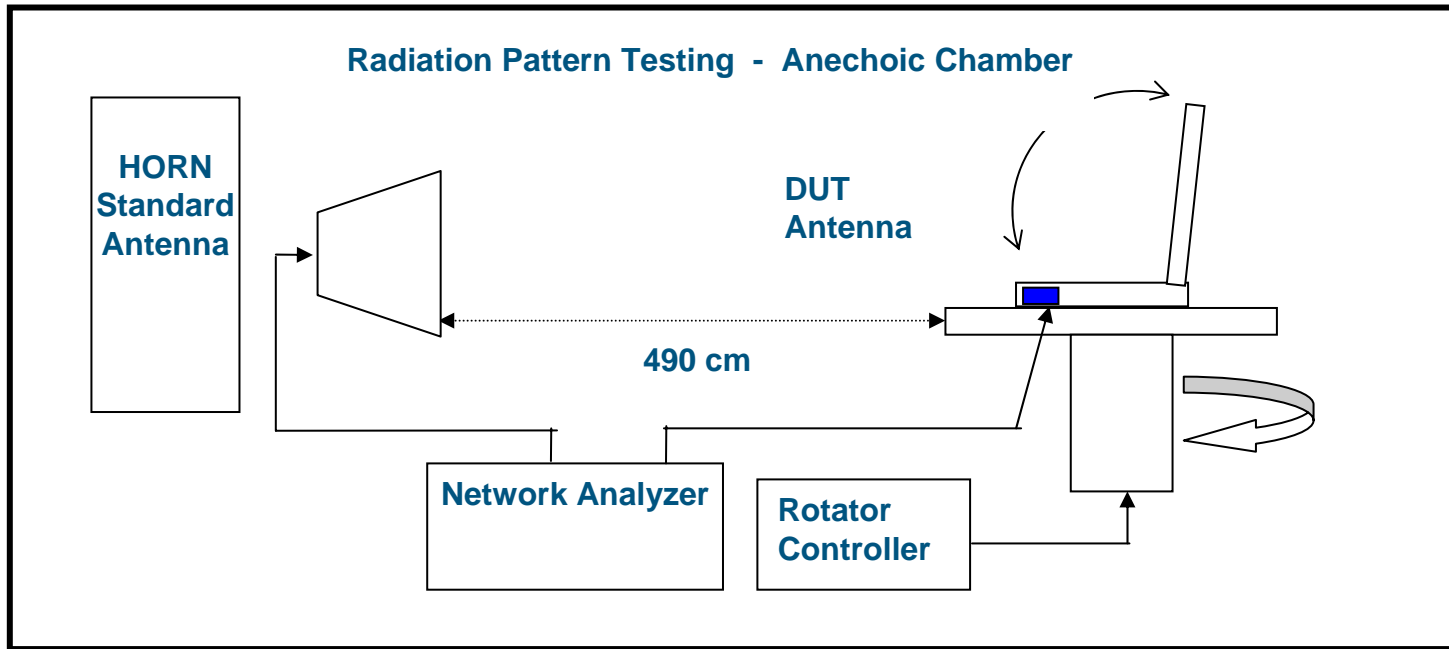 Radiation Pattern Testing - Anechoic Chamber
HORN
Standard
Antenna
DUT
Antenna
490 cm
Network Analyzer
Rotator
Controller